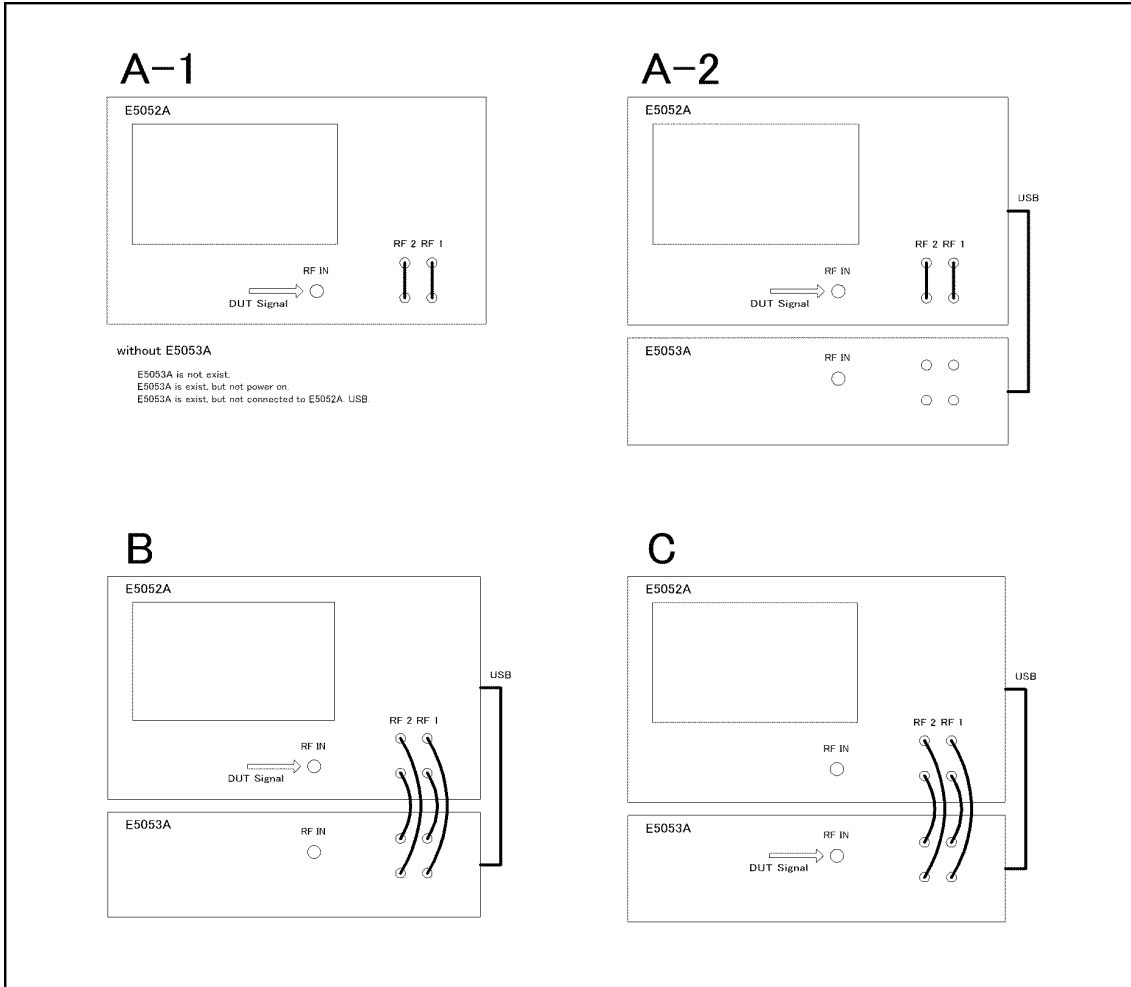 A-1
E5052A
RF 2 RF 1
RF IN
DUT Signal
without E5053A
E5053A is not exist.
E5053A is exist, but not power on.
E5053A is exist, but not connected to E5052A. USB.
A-2
E5052A
USB
RF 2 RF 1
RF IN
DUT Signal
E5053A
RF IN
B
E5052A
USB
RF 2 RF 1
RF IN
DUT Signal
E5053A
RF IN
C
E5052A
USB
RF 2 RF 1
RF IN
E5053A
RF IN
DUT Signal